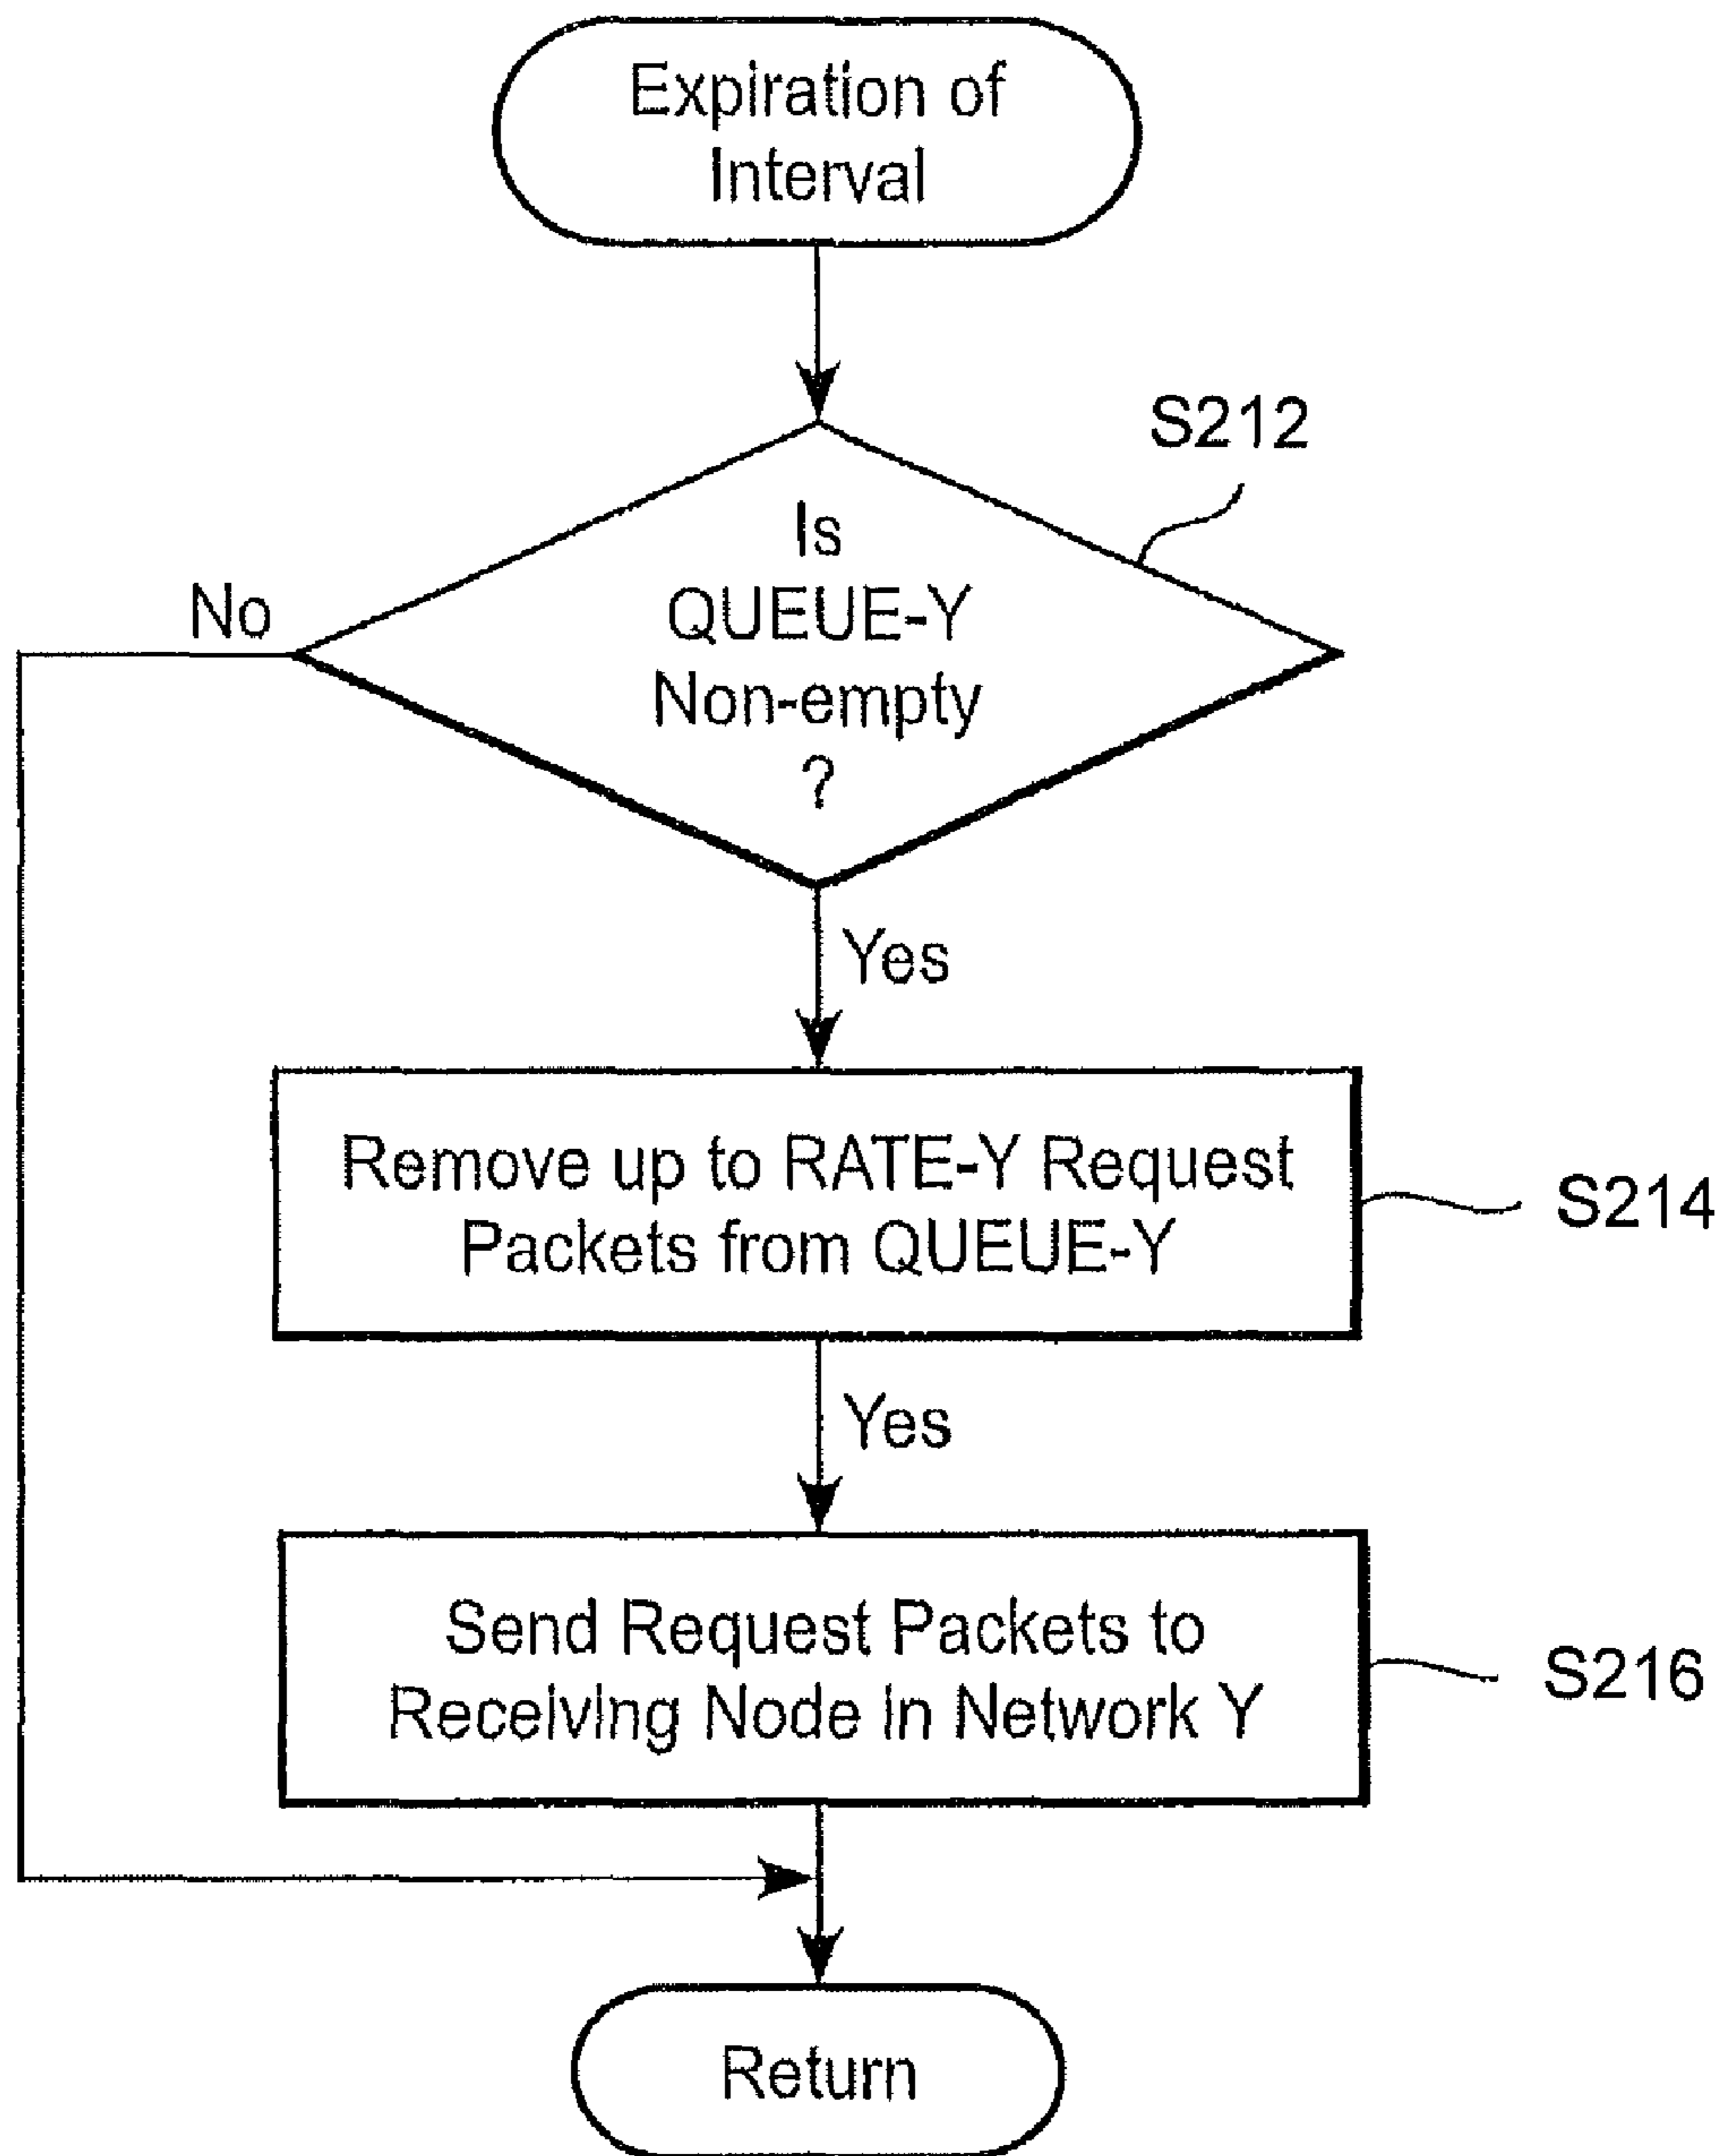 Expiration of
Interval
S212
Is
QUEUE-Y
Non-empty
?
No
Yes
Remove up to RATE-Y Request
Packets from QUEUE-Y
S214
Yes
Send Request Packets to
Receiving Node in Network Y
S216
Return